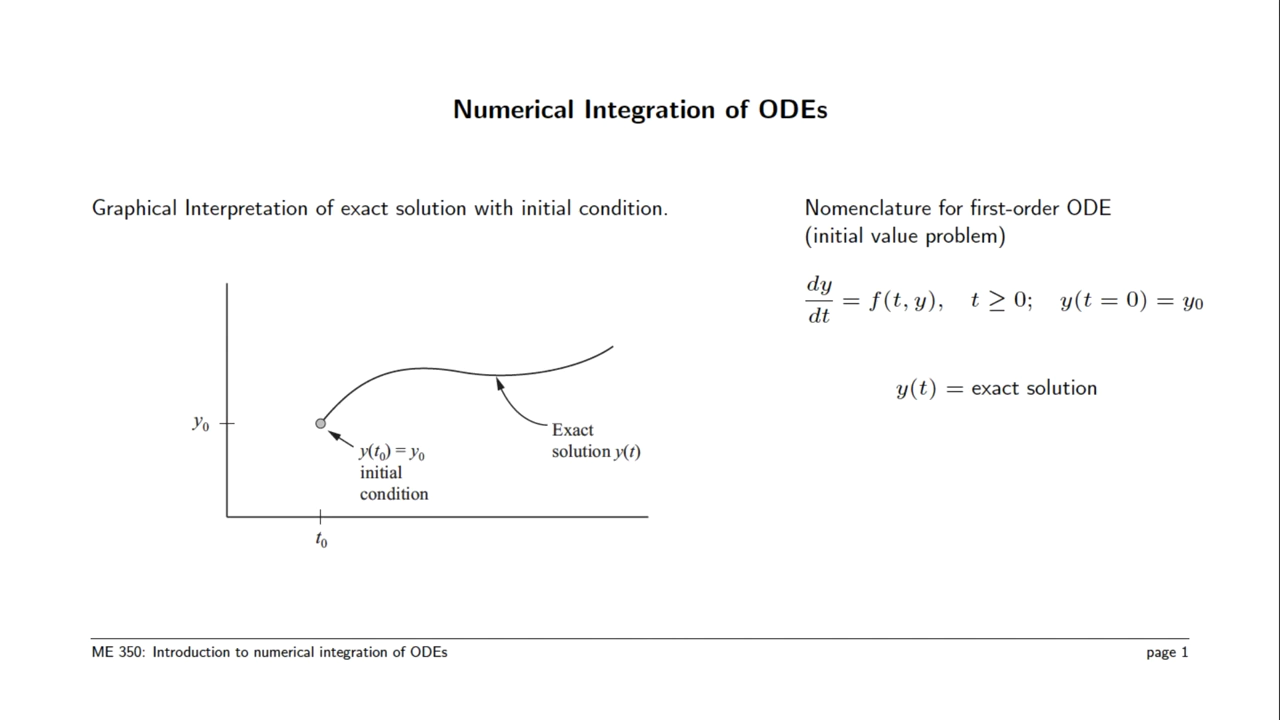 Numerical Integration of ODEs
Graphical Interpretation of exact solution with initial condition.
y₀
y(t₀) = y₀
initial
condition
Exact
solution y(t)
t₀
Nomenclature for first-order ODE
(initial value problem)
dy/dt = f(t, y), t ≥ 0; y(t = 0) = y₀
y(t) = exact solution
ME 350: Introduction to numerical integration of ODEs
page 1